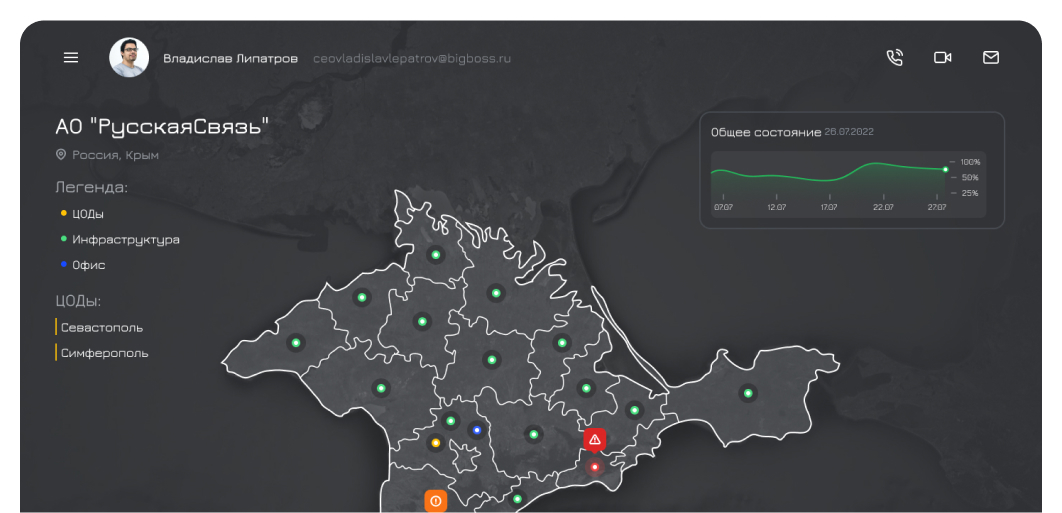 Владислав Липатров ceovladislavlepatrov@bigboss.ru
АО "РусскаяСвязь"
Россия, Крым
Легенда:
ЦОДы
Инфраструктура
Офис
ЦОДы:
Севастополь
Симферополь
Общее состояние 26.07.2022
100%
50%
25%
07.07 12.07 17.07 22.07 27.07